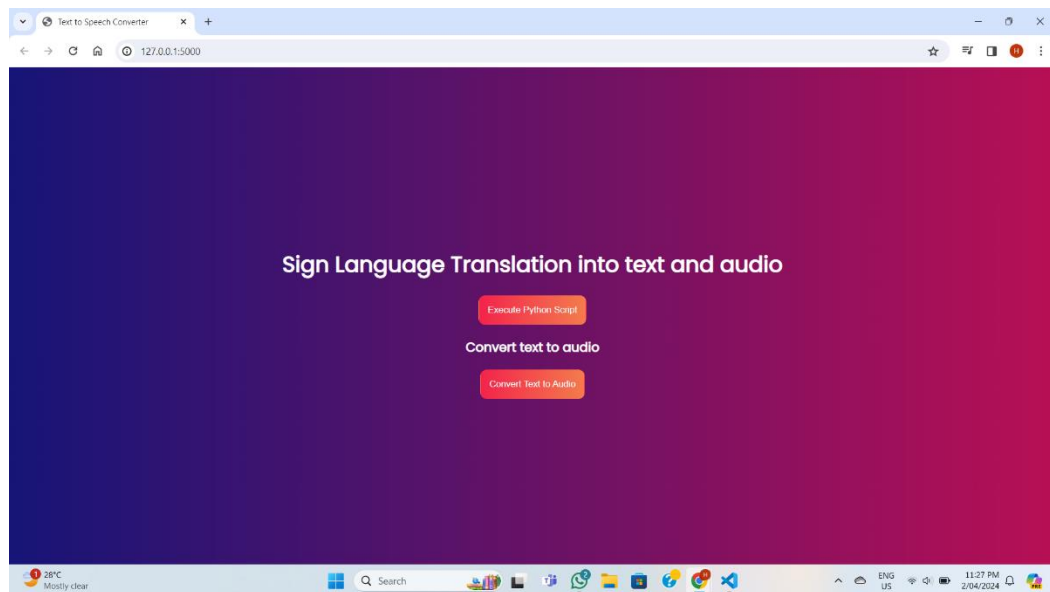 Text to Speech Converter
127.0.0.1:5000
H
Sign Language Translation into text and audio
Execute Python Script
Convert text to audio
Convert Text to Audio
1
28°C
Mostly clear
Search
ENG
US
11:27 PM
2/04/2024